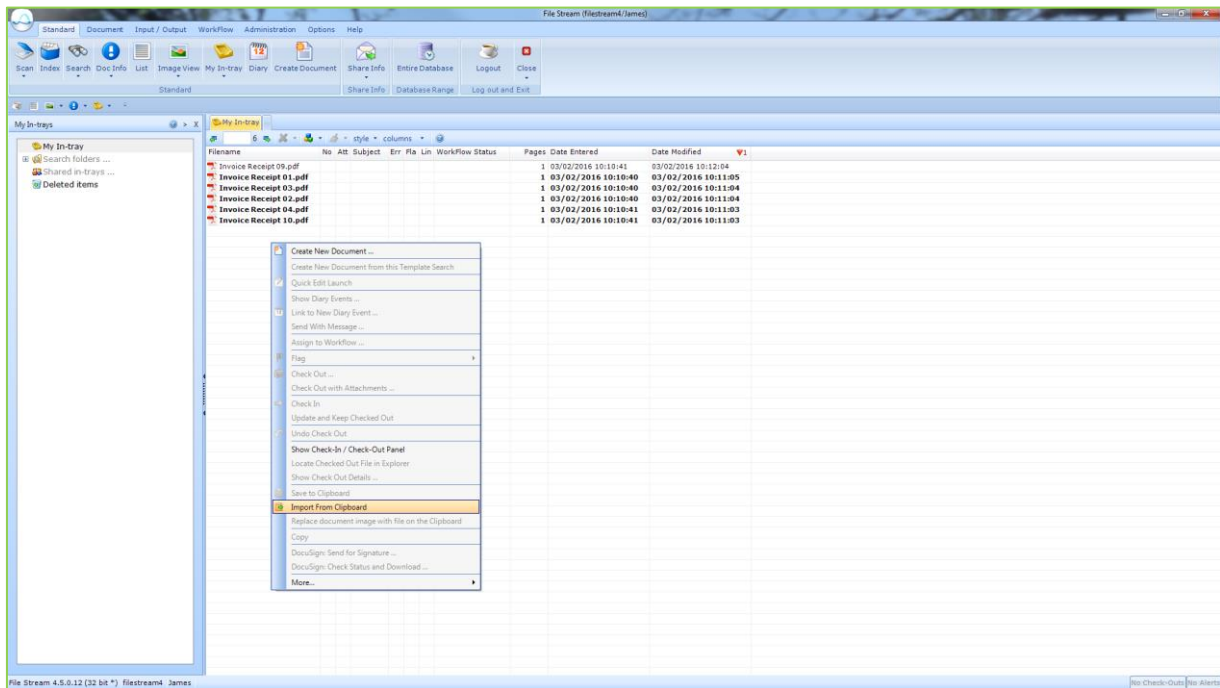 File Stream (filestream4/James)
Standard Document Input / Output WorkFlow Administration Options Help
Scan Index Search Doc Info List Image View My In-tray Diary Create Document Share Info Entire Database Logout Close
Standard Share Info Database Range Log out and Exit
My In-trays
My In-tray
Search folders ...
Shared in-trays ...
Deleted items
My In-tray
6 style columns
Filename No Att Subject Err Fla Lin WorkFlow Status Pages Date Entered Date Modified 1
Invoice Receipt 09.pdf 1 03/02/2016 10:10:41 03/02/2016 10:12:04
Invoice Receipt 01.pdf 1 03/02/2016 10:10:40 03/02/2016 10:11:05
Invoice Receipt 03.pdf 1 03/02/2016 10:10:40 03/02/2016 10:11:04
Invoice Receipt 02.pdf 1 03/02/2016 10:10:40 03/02/2016 10:11:04
Invoice Receipt 04.pdf 1 03/02/2016 10:10:41 03/02/2016 10:11:03
Invoice Receipt 10.pdf 1 03/02/2016 10:10:41 03/02/2016 10:11:03
Create New Document ...
Create New Document from this Template Search
Quick Edit Launch
Show Diary Events ...
Link to New Diary Event ...
Send With Message ...
Assign to Workflow ...
Flag
Check Out ...
Check Out with Attachments ...
Check In
Update and Keep Checked Out
Undo Check Out
Show Check-In / Check-Out Panel
Locate Checked Out File in Explorer
Show Check Out Details ...
Save to Clipboard
Import From Clipboard
Replace document image with file on the Clipboard
Copy
DocuSign: Send for Signature ...
DocuSign: Check Status and Download ...
More...
File Stream 4.5.0.12 (32 bit *) filestream4 James
No Check-Outs No Alerts